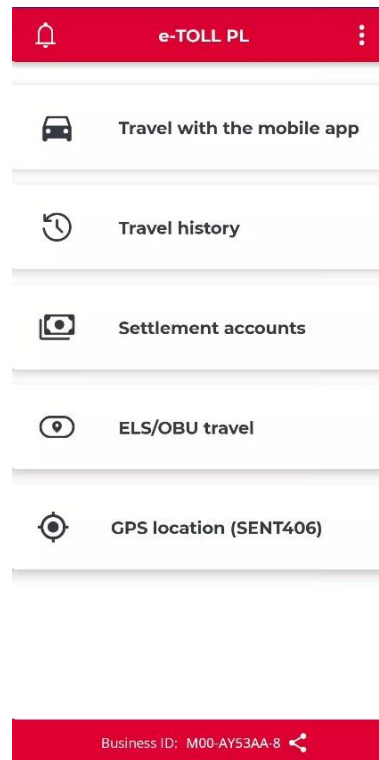 e-TOLL PL
Travel with the mobile app
Travel history
Settlement accounts
ELS/OBU travel
GPS location (SENT406)
Business ID: M00-AY53AA-8